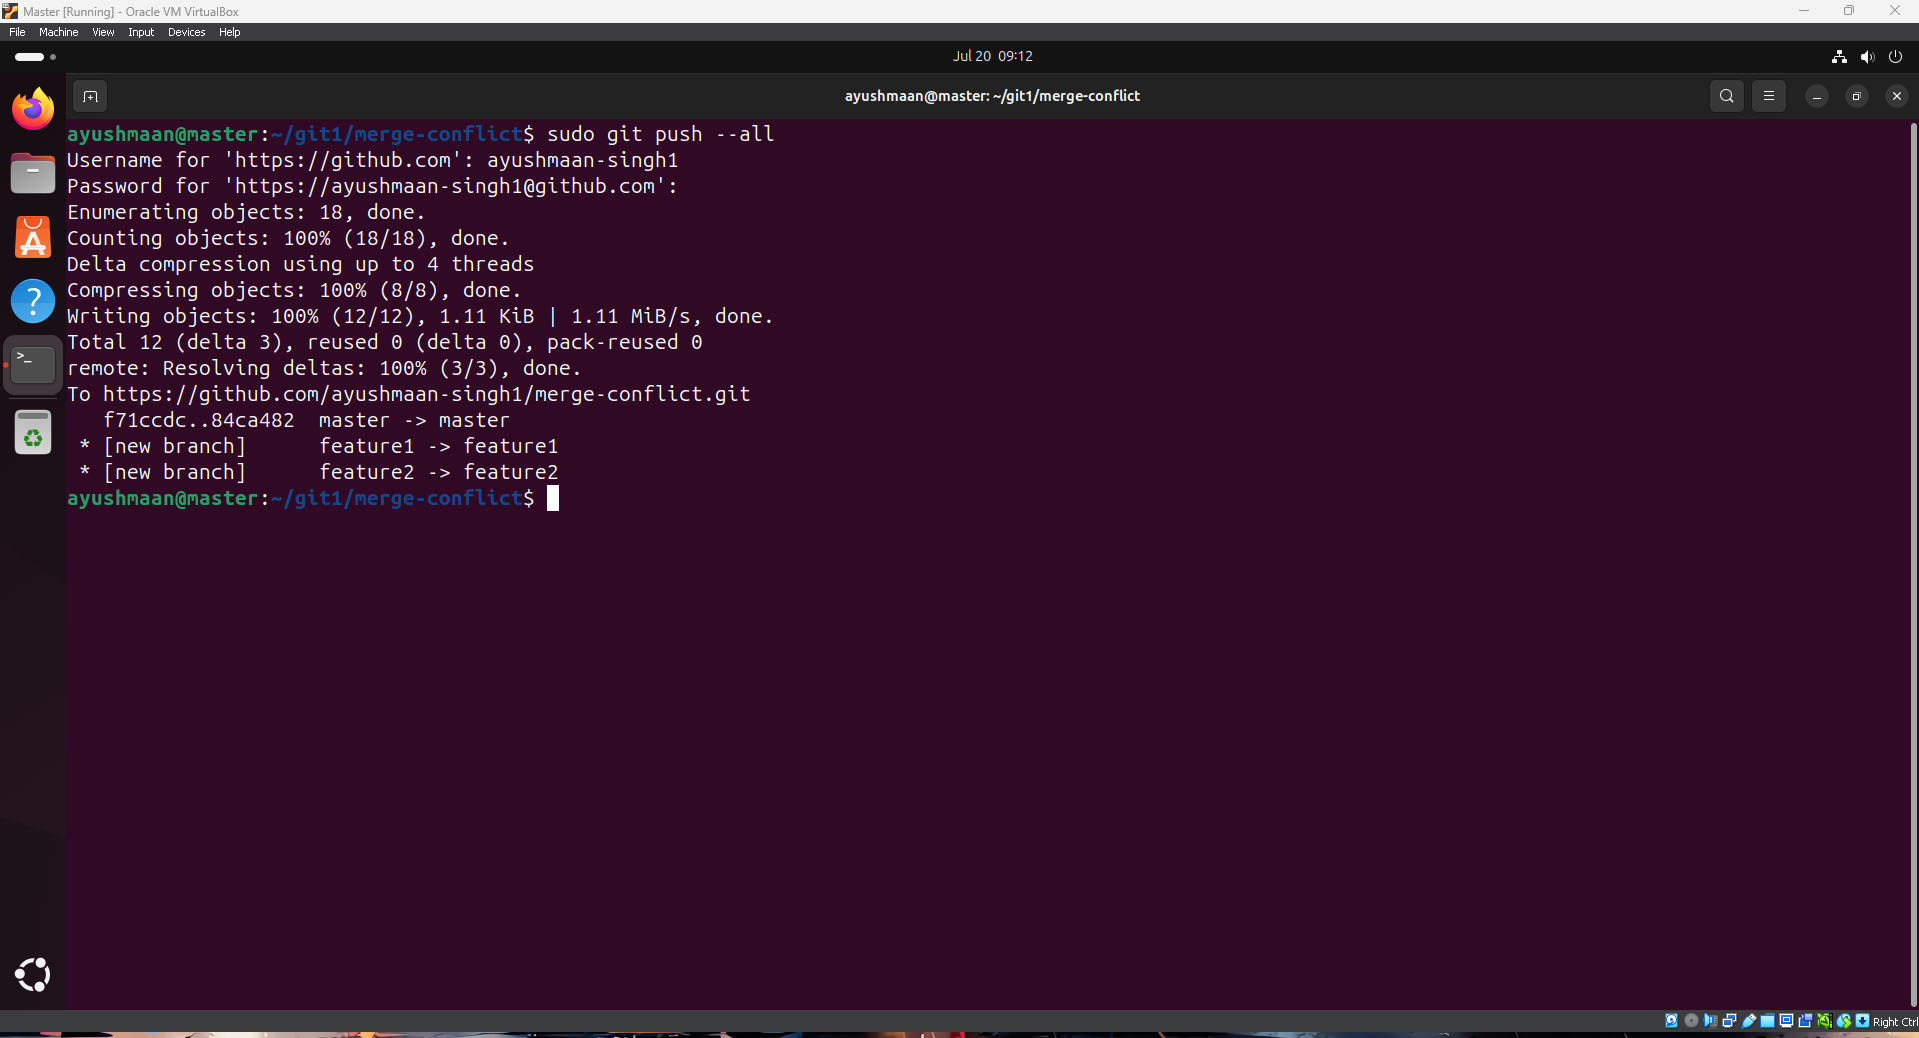 Master [Running] - Oracle VM VirtualBox
File Machine View Input Devices Help
Jul 20 09:12
ayushmaan@master: ~/git1/merge-conflict
ayushmaan@master:~/git1/merge-conflict$ sudo git push --all
Username for 'https://github.com': ayushmaan-singh1
Password for 'https://ayushmaan-singh1@github.com':
Enumerating objects: 18, done.
Counting objects: 100% (18/18), done.
Delta compression using up to 4 threads
Compressing objects: 100% (8/8), done.
Writing objects: 100% (12/12), 1.11 KiB | 1.11 MiB/s, done.
Total 12 (delta 3), reused 0 (delta 0), pack-reused 0
remote: Resolving deltas: 100% (3/3), done.
To https://github.com/ayushmaan-singh1/merge-conflict.git
   f71ccdc..84ca482  master -> master
 * [new branch]      feature1 -> feature1
 * [new branch]      feature2 -> feature2
ayushmaan@master:~/git1/merge-conflict$
Right Ctrl